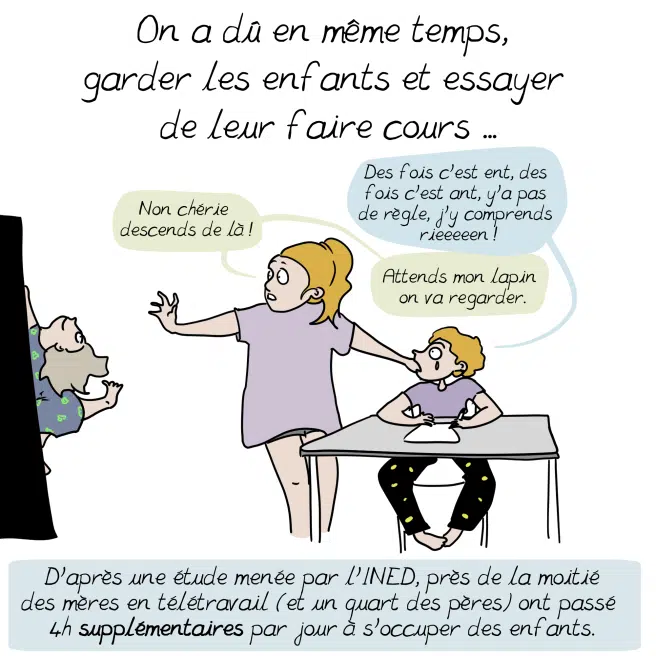 On a dû en même temps,
garder les enfants et essayer
de leur faire cours ...
Non chérie
descends de là !
Des fois c'est ent, des
fois c'est ant, y'a pas
de règle, j'y comprends
rieeeeen !
Attends mon lapin
on va regarder.
D'après une étude menée par l'INED, près de la moitié
des mères en télétravail (et un quart des pères) ont passé
4h supplémentaires par jour à s'occuper des enfants.